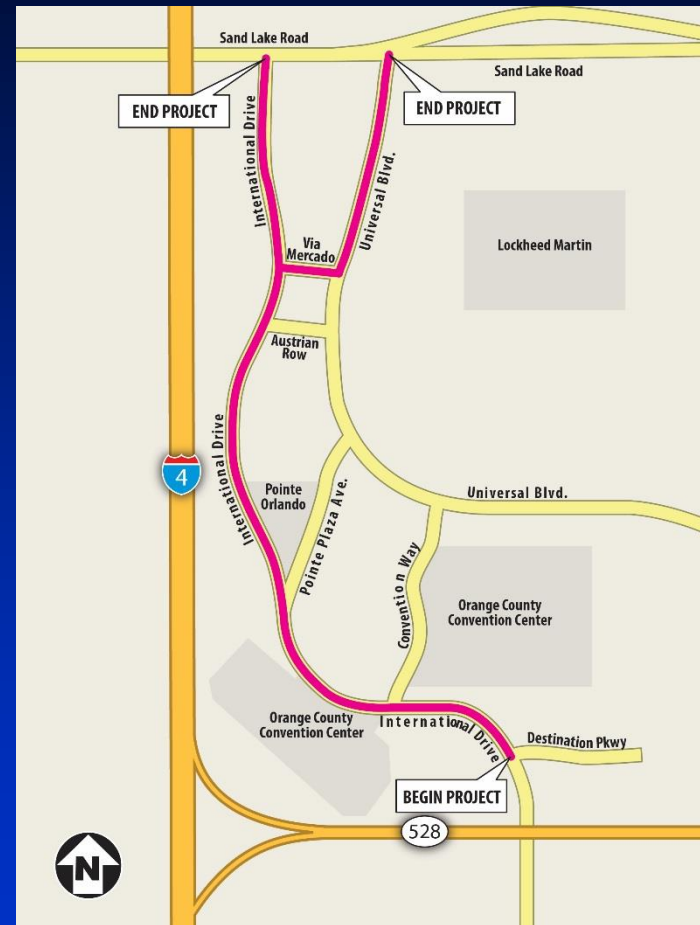 Sand Lake Road
Sand Lake Road
END PROJECT
END PROJECT
International Drive
Universal Blvd.
Via
Mercado
Lockheed Martin
Austrian
Row
International Drive
4
Pointe
Orlando
Pointe Plaza Ave.
Universal Blvd.
Convention Way
Orange County
Convention Center
Orange County
Convention Center
International Drive
Destination Pkwy
BEGIN PROJECT
528
N